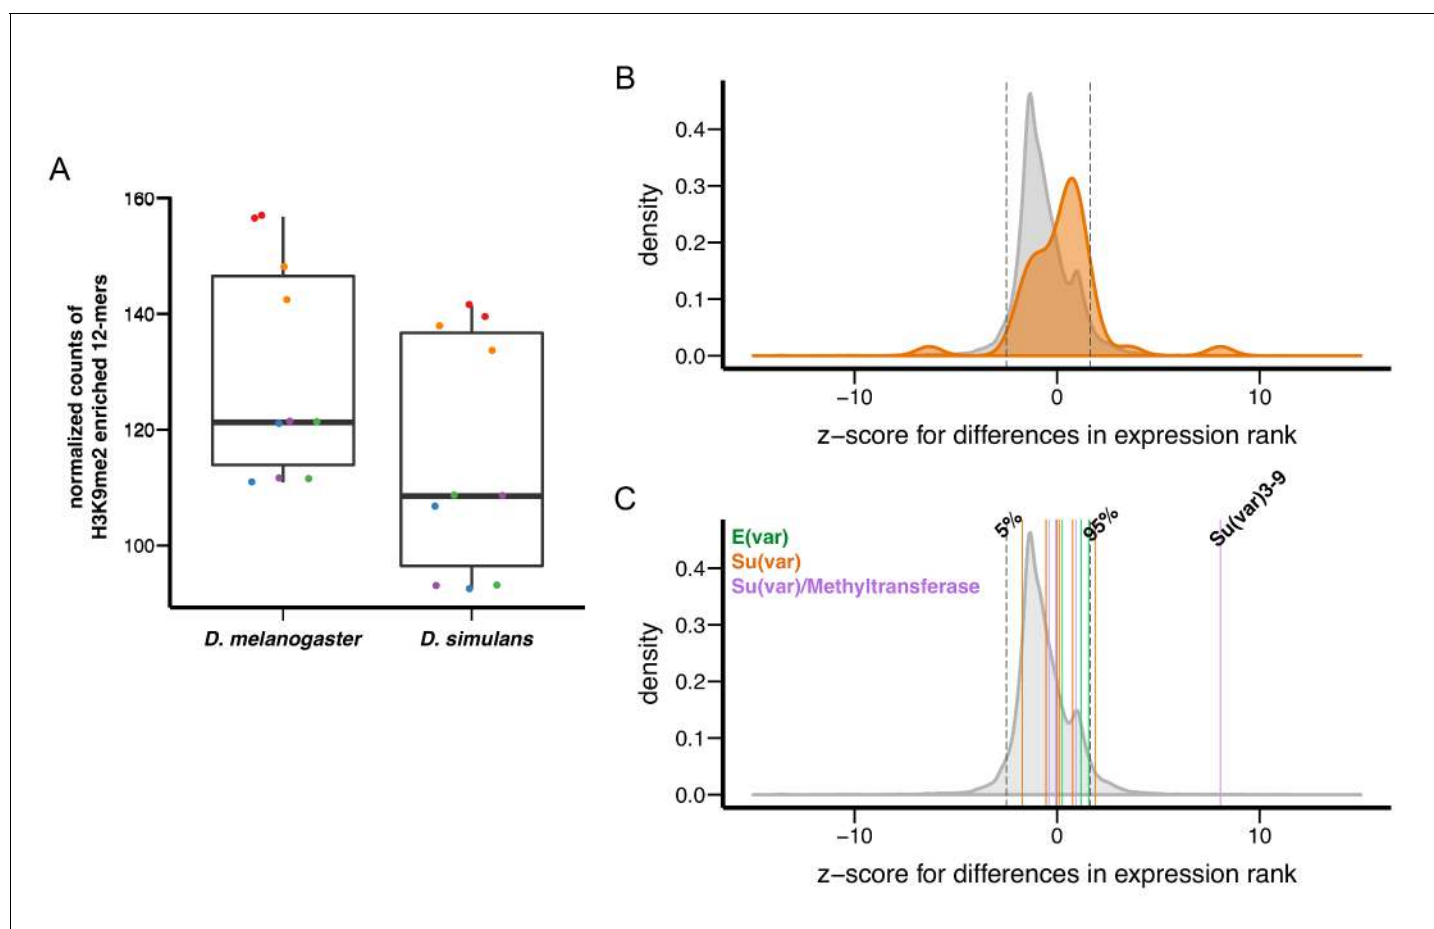 A
160
140
120
100
normalized counts of
H3K9me2 enriched 12-mers
D. melanogaster
D. simulans
B
0.4
0.3
0.2
0.1
0.0
density
−10
0
10
z−score for differences in expression rank
C
E(var)
Su(var)
Su(var)/Methyltransferase
5%
95%
Su(var)3-9
0.4
0.3
0.2
0.1
0.0
density
−10
0
10
z−score for differences in expression rank